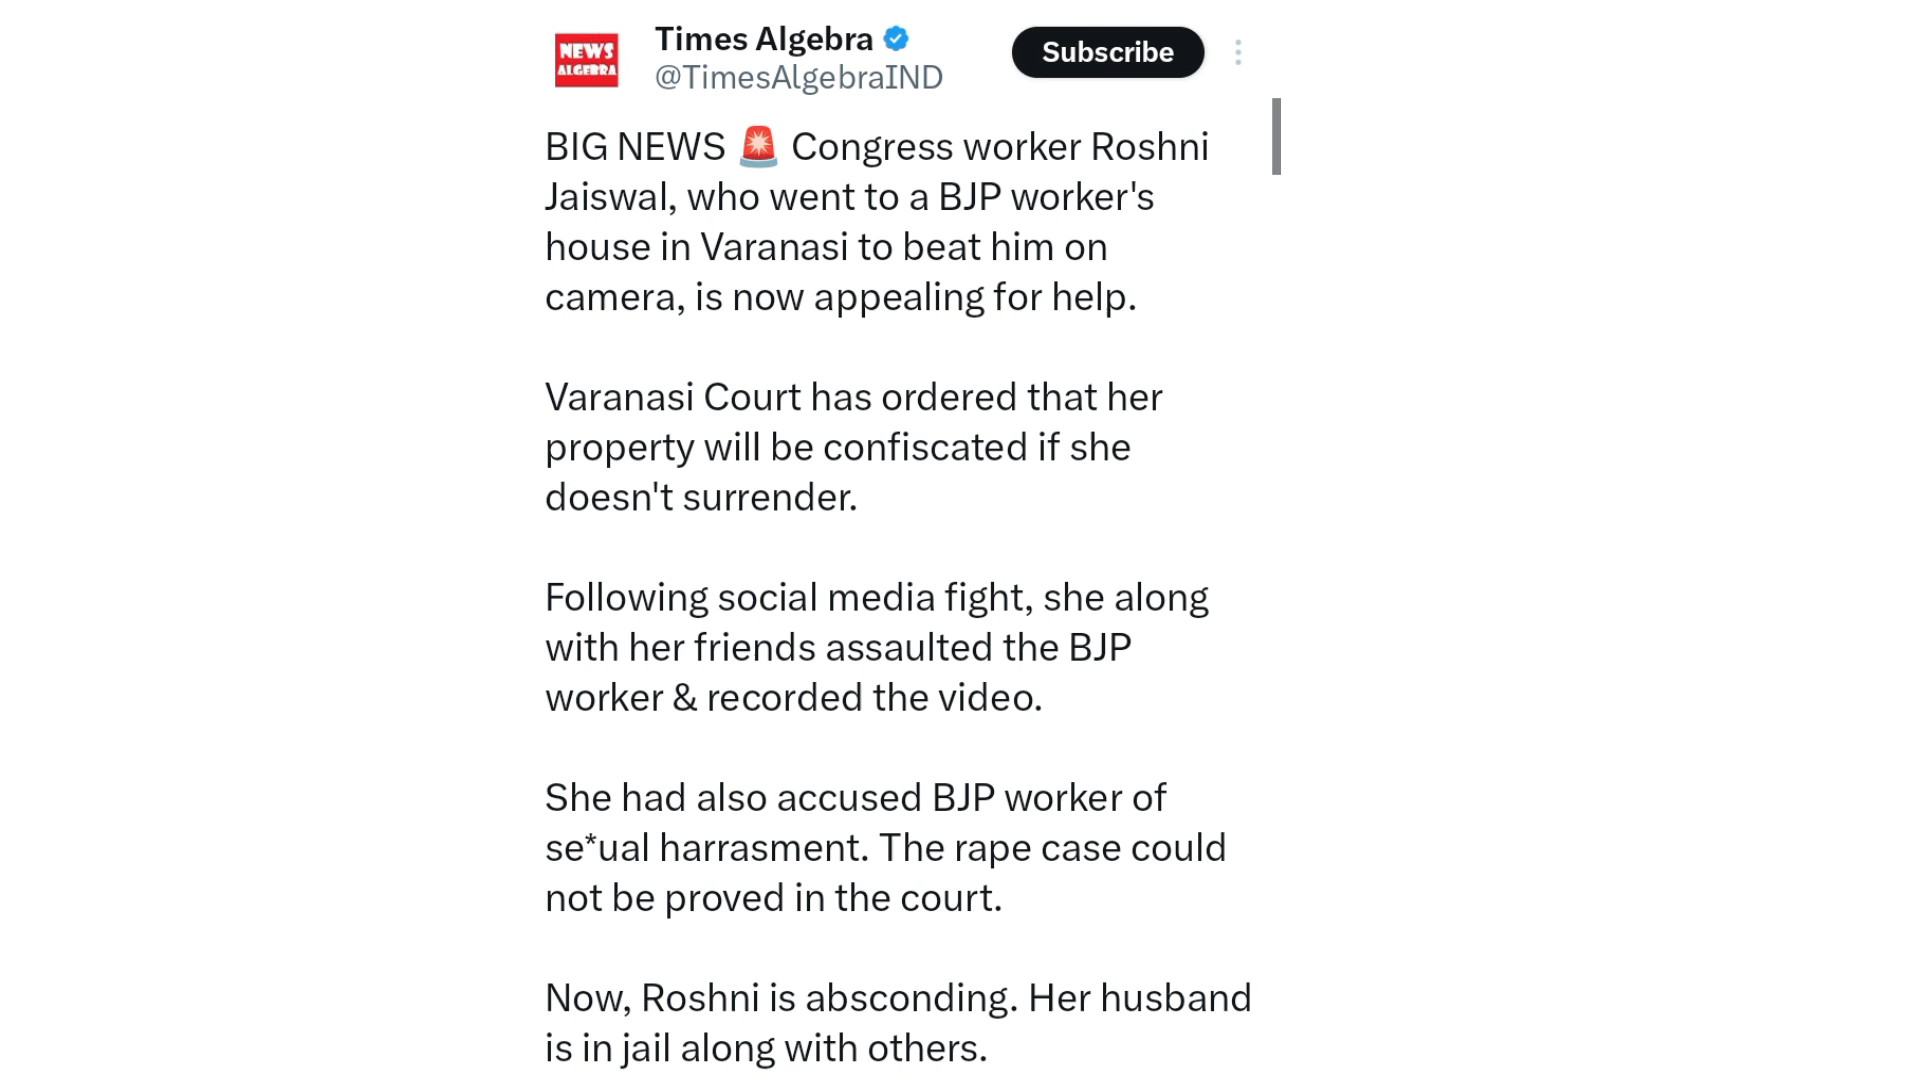 NEWS
ALGEBRA
Times Algebra
@TimesAlgebraIND
Subscribe
BIG NEWS 🚨 Congress worker Roshni
Jaiswal, who went to a BJP worker's
house in Varanasi to beat him on
camera, is now appealing for help.
Varanasi Court has ordered that her
property will be confiscated if she
doesn't surrender.
Following social media fight, she along
with her friends assaulted the BJP
worker & recorded the video.
She had also accused BJP worker of
se*ual harrasment. The rape case could
not be proved in the court.
Now, Roshni is absconding. Her husband
is in jail along with others.